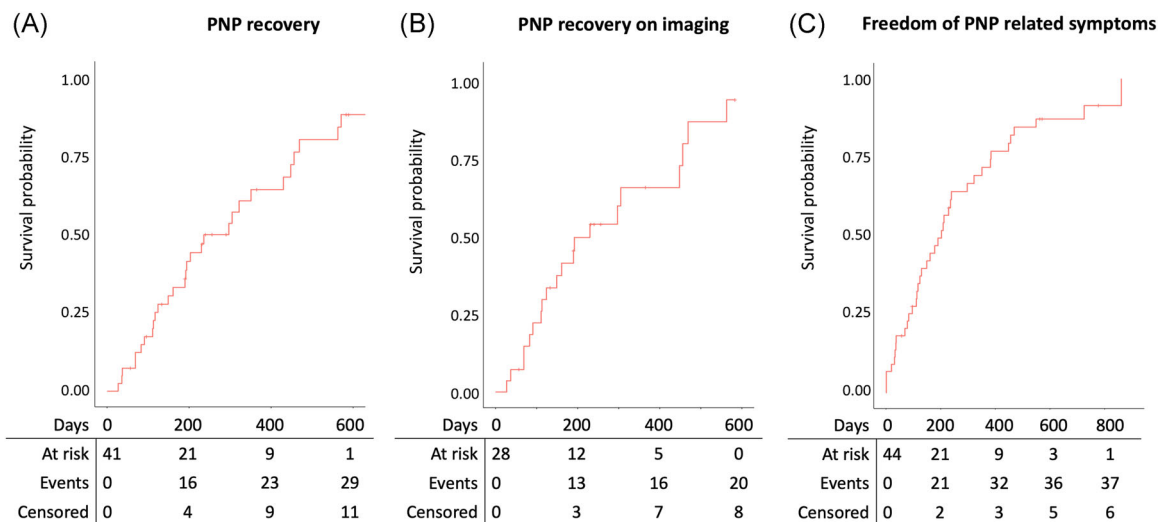 (A) PNP recovery
Survival probability
1.00
0.75
0.50
0.25
0.00
Days 0 200 400 600
At risk 41 21 9 1
Events 0 16 23 29
Censored 0 4 9 11
(B) PNP recovery on imaging
Survival probability
1.00
0.75
0.50
0.25
0.00
Days 0 200 400 600
At risk 28 12 5 0
Events 0 13 16 20
Censored 0 3 7 8
(C) Freedom of PNP related symptoms
Survival probability
1.00
0.75
0.50
0.25
0.00
Days 0 200 400 600 800
At risk 44 21 9 3 1
Events 0 21 32 36 37
Censored 0 2 3 5 6